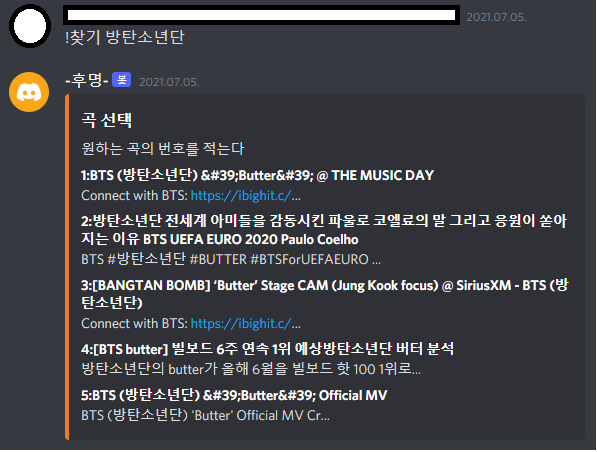 2021.07.05.
!찾기 방탄소년단
-후명- 봇 2021.07.05.
곡 선택
원하는 곡의 번호를 적는다
1:BTS (방탄소년단) &#39;Butter&#39; @ THE MUSIC DAY
Connect with BTS: https://ibighit.c/...
2:방탄소년단 전세계 아미들을 감동시킨 파울로 코엘료의 말 그리고 응원이 쏟아
지는 이유 BTS UEFA EURO 2020 Paulo Coelho
BTS #방탄소년단 #BUTTER #BTSForUEFAEURO ...
3:[BANGTAN BOMB] ‘Butter’ Stage CAM (Jung Kook focus) @ SiriusXM - BTS (방
탄소년단)
Connect with BTS: https://ibighit.c/...
4:[BTS butter] 빌보드 6주 연속 1위 예상방탄소년단 버터 분석
방탄소년단의 butter가 올해 6월을 빌보드 핫 100 1위로...
5:BTS (방탄소년단) &#39;Butter&#39; Official MV
BTS (방탄소년단) 'Butter' Official MV Cr...